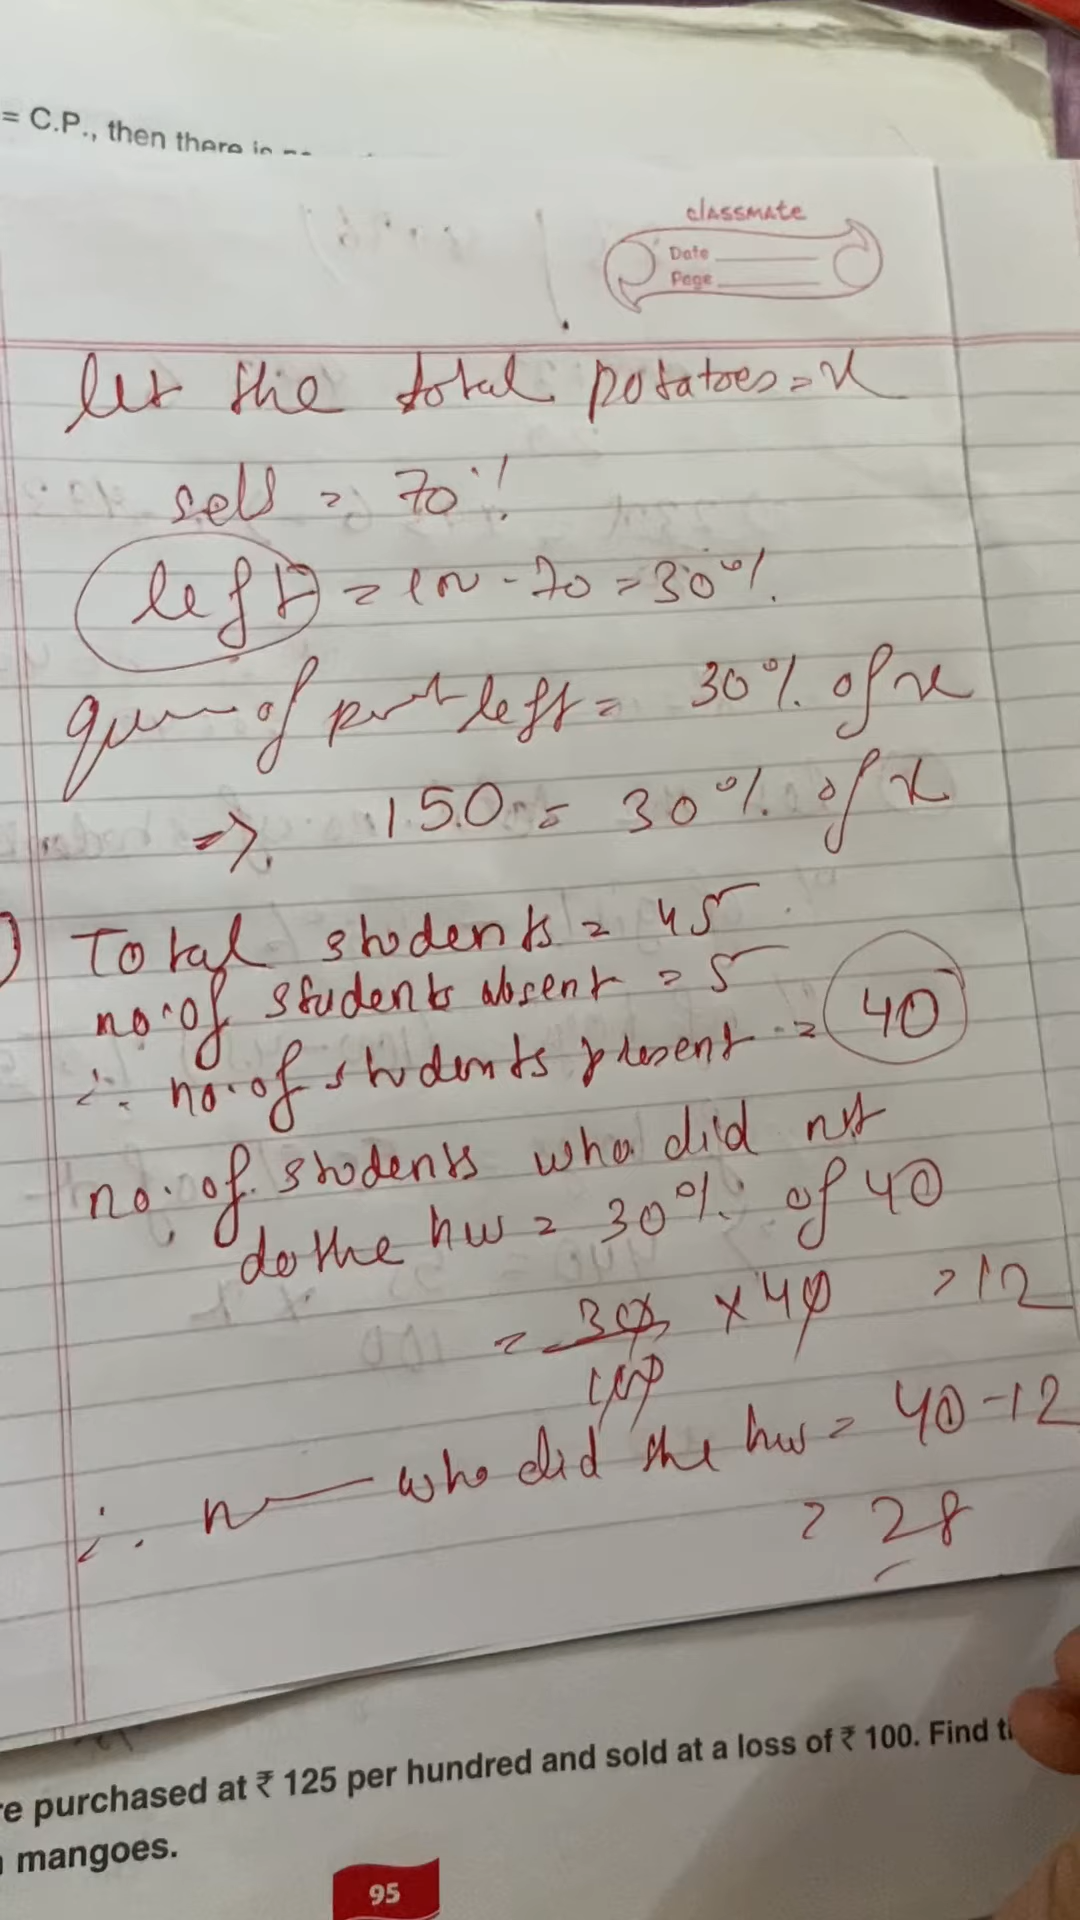 = C.P., then there is
classmate
Date
Page
let the total potatoes = x
sell = 70%
left = 100 - 70 = 30%.
of left = 30% of x
⇒ 150 = 30% of x
Total students = 45
no. of students absent = 5
∴ no. of students present = 40
no. of students who did not
do the hw = 30% of 40
= 30/100 × 40 = 12
∴ n — who did the hw = 40 - 12
= 28
re purchased at ₹ 125 per hundred and sold at a loss of ₹ 100. Find
mangoes.
95